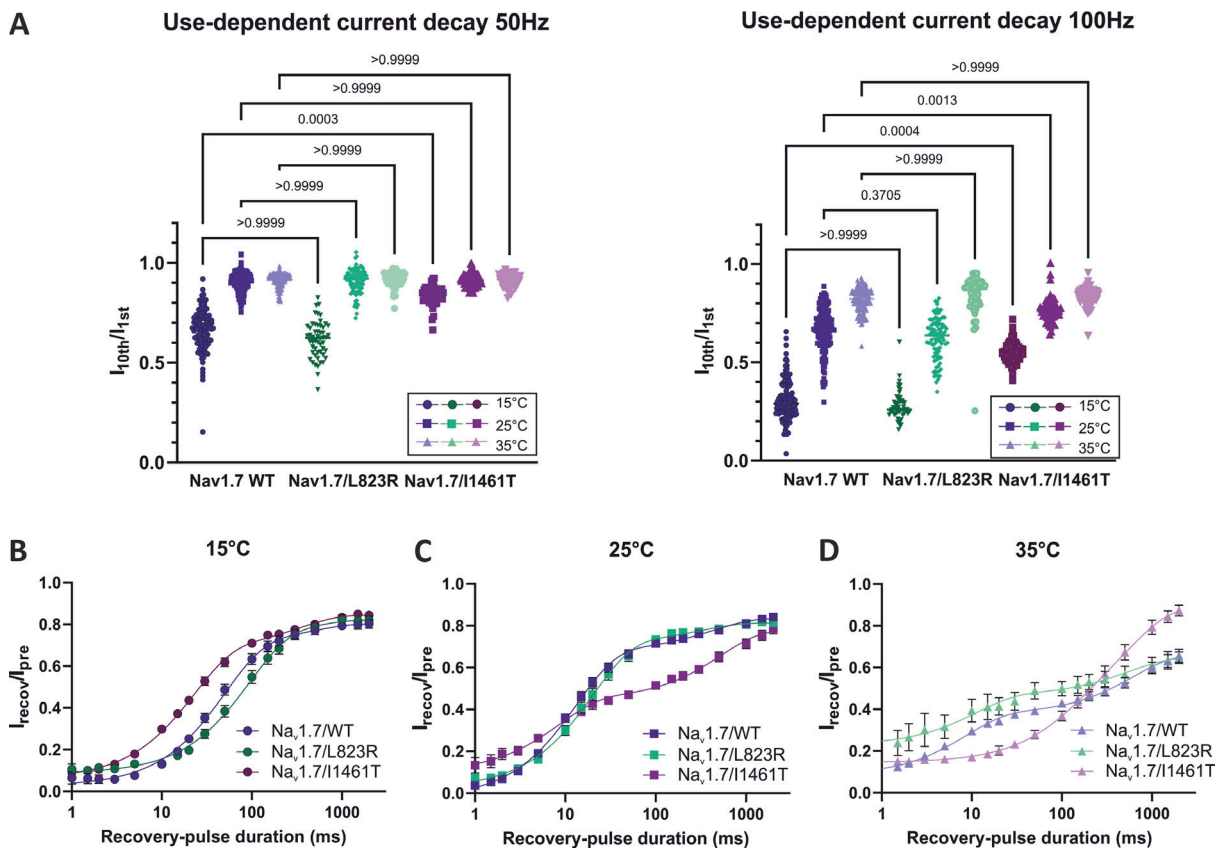 A
Use-dependent current decay 50Hz
>0.9999
>0.9999
0.0003
>0.9999
>0.9999
>0.9999
I10th/I1st
1.0
0.5
0.0
15°C
25°C
35°C
Nav1.7 WT
Nav1.7/L823R
Nav1.7/I1461T
Use-dependent current decay 100Hz
>0.9999
0.0013
0.0004
>0.9999
0.3705
>0.9999
I10th/I1st
1.0
0.5
0.0
15°C
25°C
35°C
Nav1.7 WT
Nav1.7/L823R
Nav1.7/I1461T
B
15°C
Irecov/Ipre
1.0
0.8
0.6
0.4
0.2
0.0
Nav1.7/WT
Nav1.7/L823R
Nav1.7/I1461T
1 10 100 1000
Recovery-pulse duration (ms)
C
25°C
Irecov/Ipre
1.0
0.8
0.6
0.4
0.2
0.0
Nav1.7/WT
Nav1.7/L823R
Nav1.7/I1461T
1 10 100 1000
Recovery-pulse duration (ms)
D
35°C
Irecov/Ipre
1.0
0.8
0.6
0.4
0.2
0.0
Nav1.7/WT
Nav1.7/L823R
Nav1.7/I1461T
1 10 100 1000
Recovery-pulse duration (ms)